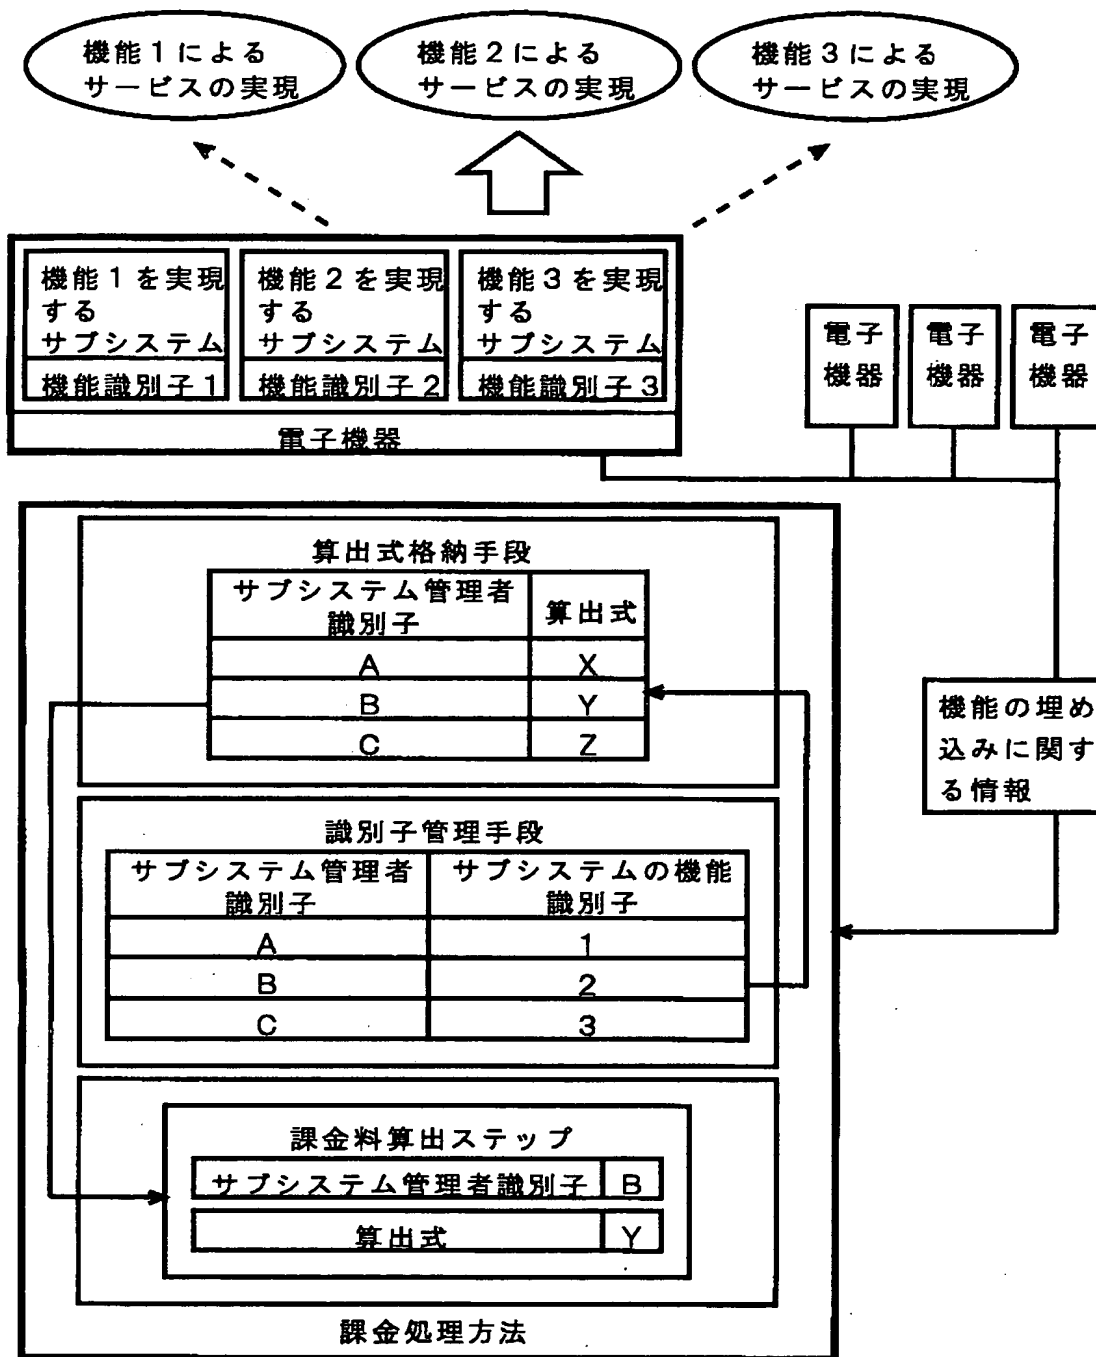 機能1による
サービスの実現
機能2による
サービスの実現
機能3による
サービスの実現
機能1を実現
する
サブシステム
機能識別子1
機能2を実現
する
サブシステム
機能識別子2
機能3を実現
する
サブシステム
機能識別子3
電子機器
電子
機器
電子
機器
電子
機器
機能の埋め
込みに関す
る情報
算出式格納手段
サブシステム管理者
識別子
算出式
A
X
B
Y
C
Z
識別子管理手段
サブシステム管理者
識別子
サブシステムの機能
識別子
A
1
B
2
C
3
課金料算出ステップ
サブシステム管理者識別子
B
算出式
Y
課金処理方法